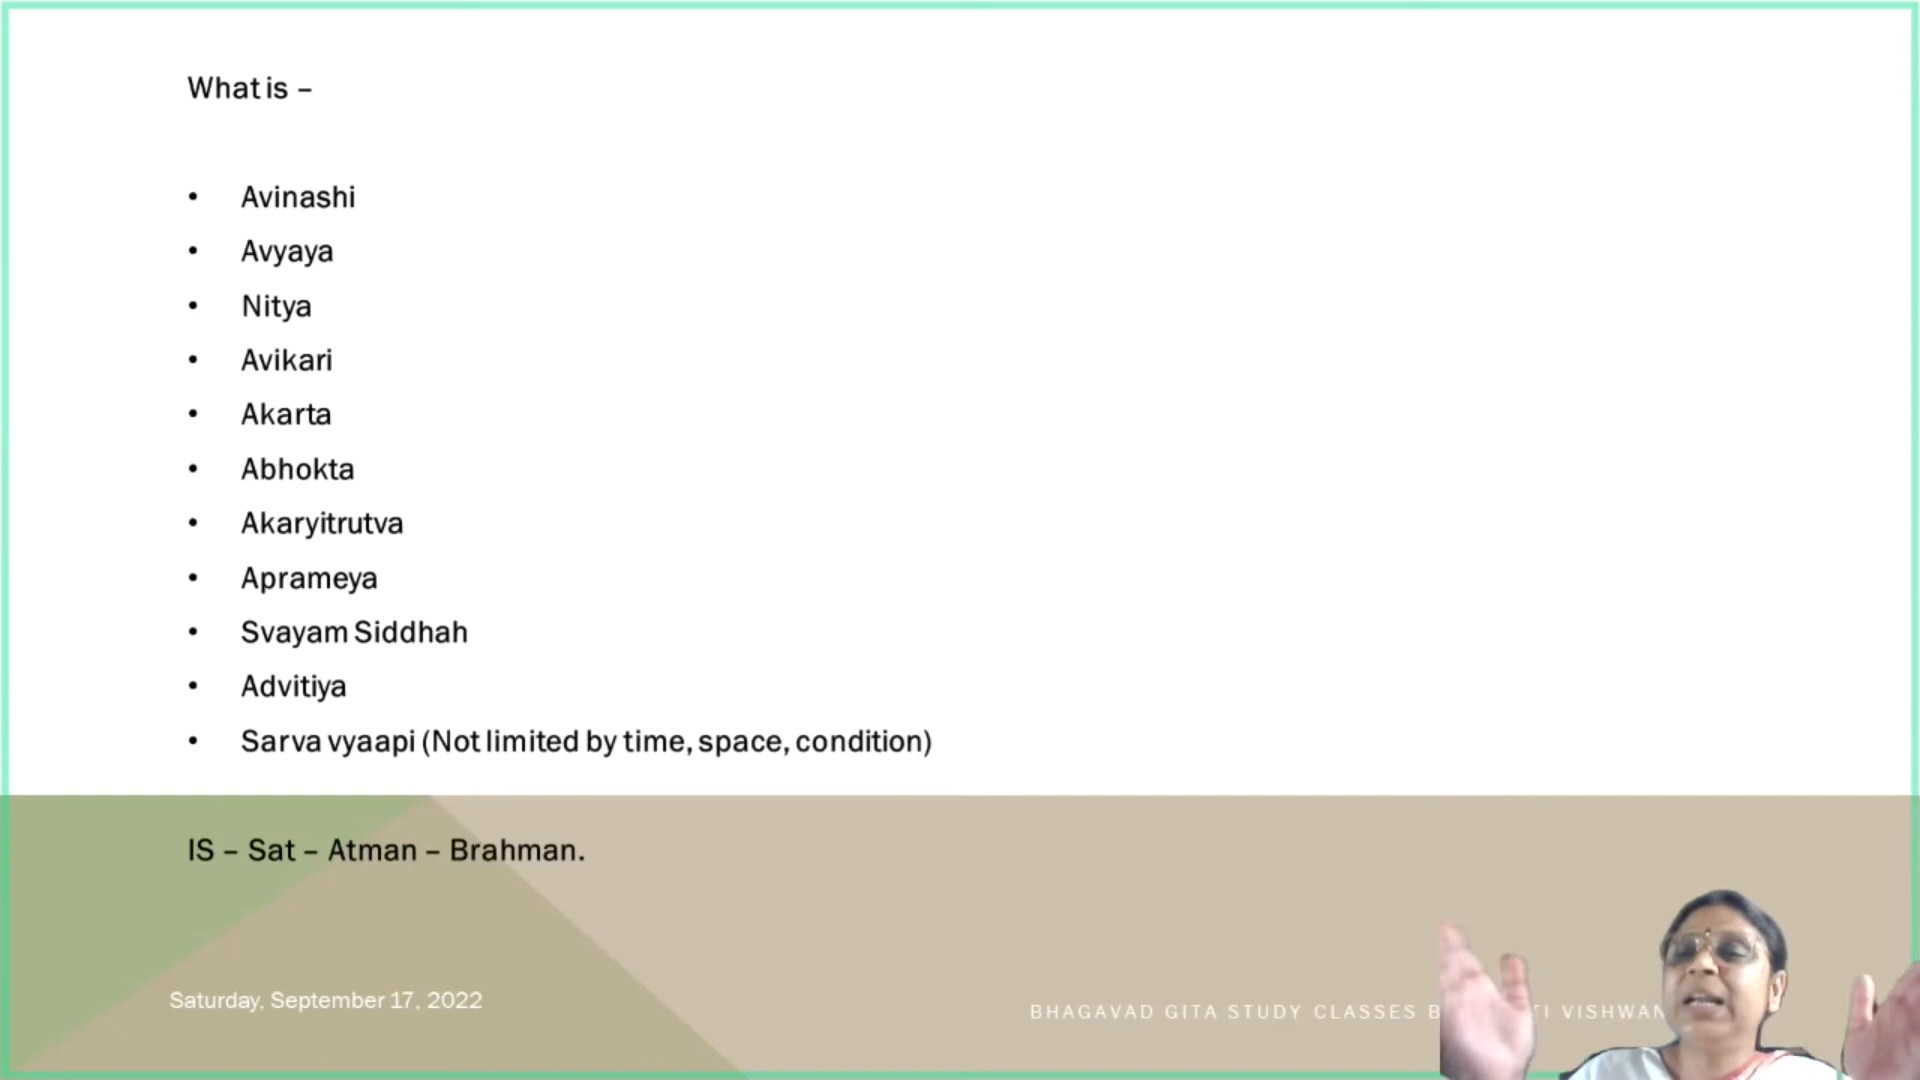 What is –
• Avinashi
• Avyaya
• Nitya
• Avikari
• Akarta
• Abhokta
• Akaryitrutva
• Aprameya
• Svayam Siddhah
• Advitiya
• Sarva vyaapi (Not limited by time, space, condition)
IS – Sat – Atman – Brahman.
Saturday, September 17, 2022
BHAGAVAD GITA STUDY CLASSES